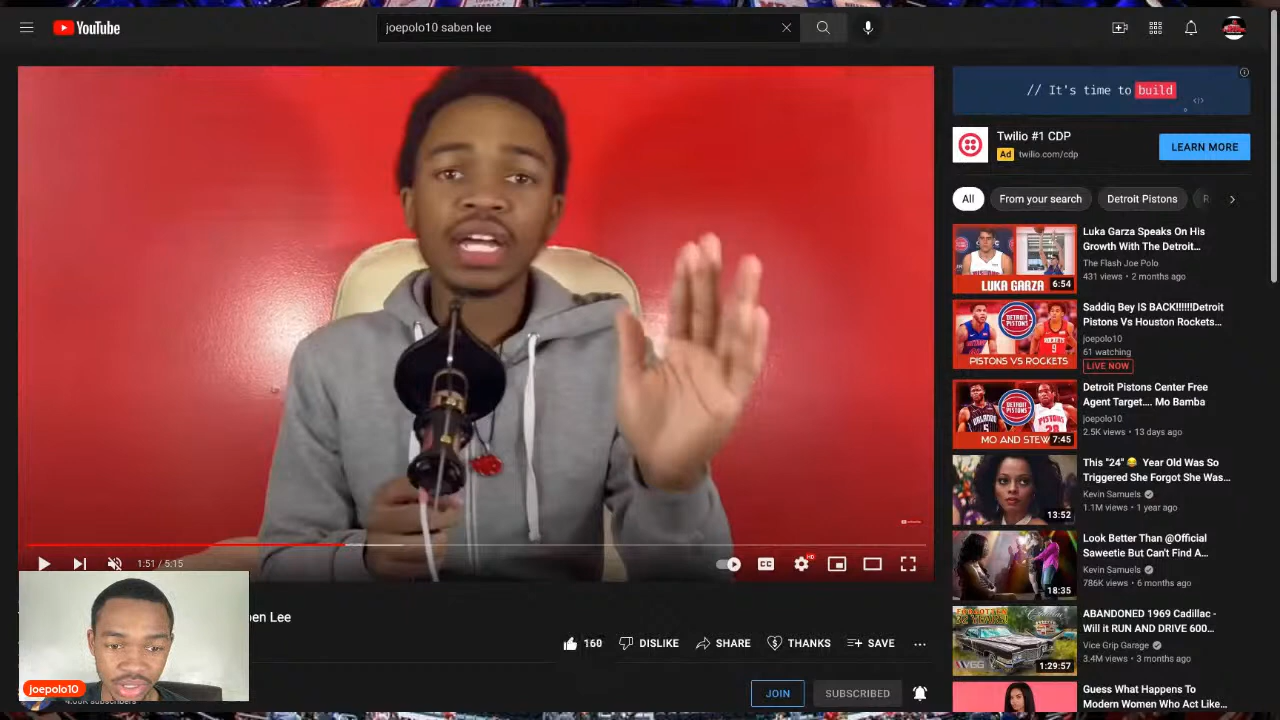 YouTube
joepolo10 saben lee
// It's time to build
Twilio #1 CDP
Ad twilio.com/cdp
LEARN MORE
All
From your search
Detroit Pistons
R
LUKA GARZA
6:54
Luka Garza Speaks On His
Growth With The Detroit...
The Flash Joe Polo
431 views • 2 months ago
PISTONS VS ROCKETS
Saddiq Bey IS BACK!!!!!!Detroit
Pistons Vs Houston Rockets...
joepolo10
61 watching
LIVE NOW
MO AND STEW
7:45
Detroit Pistons Center Free
Agent Target.... Mo Bamba
joepolo10
2.5K views • 13 days ago
13:52
This "24" 😂 Year Old Was So
Triggered She Forgot She Was...
Kevin Samuels
1.1M views • 1 year ago
18:35
Look Better Than @Official
Saweetie But Can't Find A...
Kevin Samuels
786K views • 6 months ago
1:29:57
ABANDONED 1969 Cadillac -
Will it RUN AND DRIVE 600...
Vice Grip Garage
3.4M views • 3 months ago
Guess What Happens To
Modern Women Who Act Like...
1:51 / 5:15
CC
HD
ben Lee
160
DISLIKE
SHARE
THANKS
SAVE
JOIN
SUBSCRIBED
joepolo10